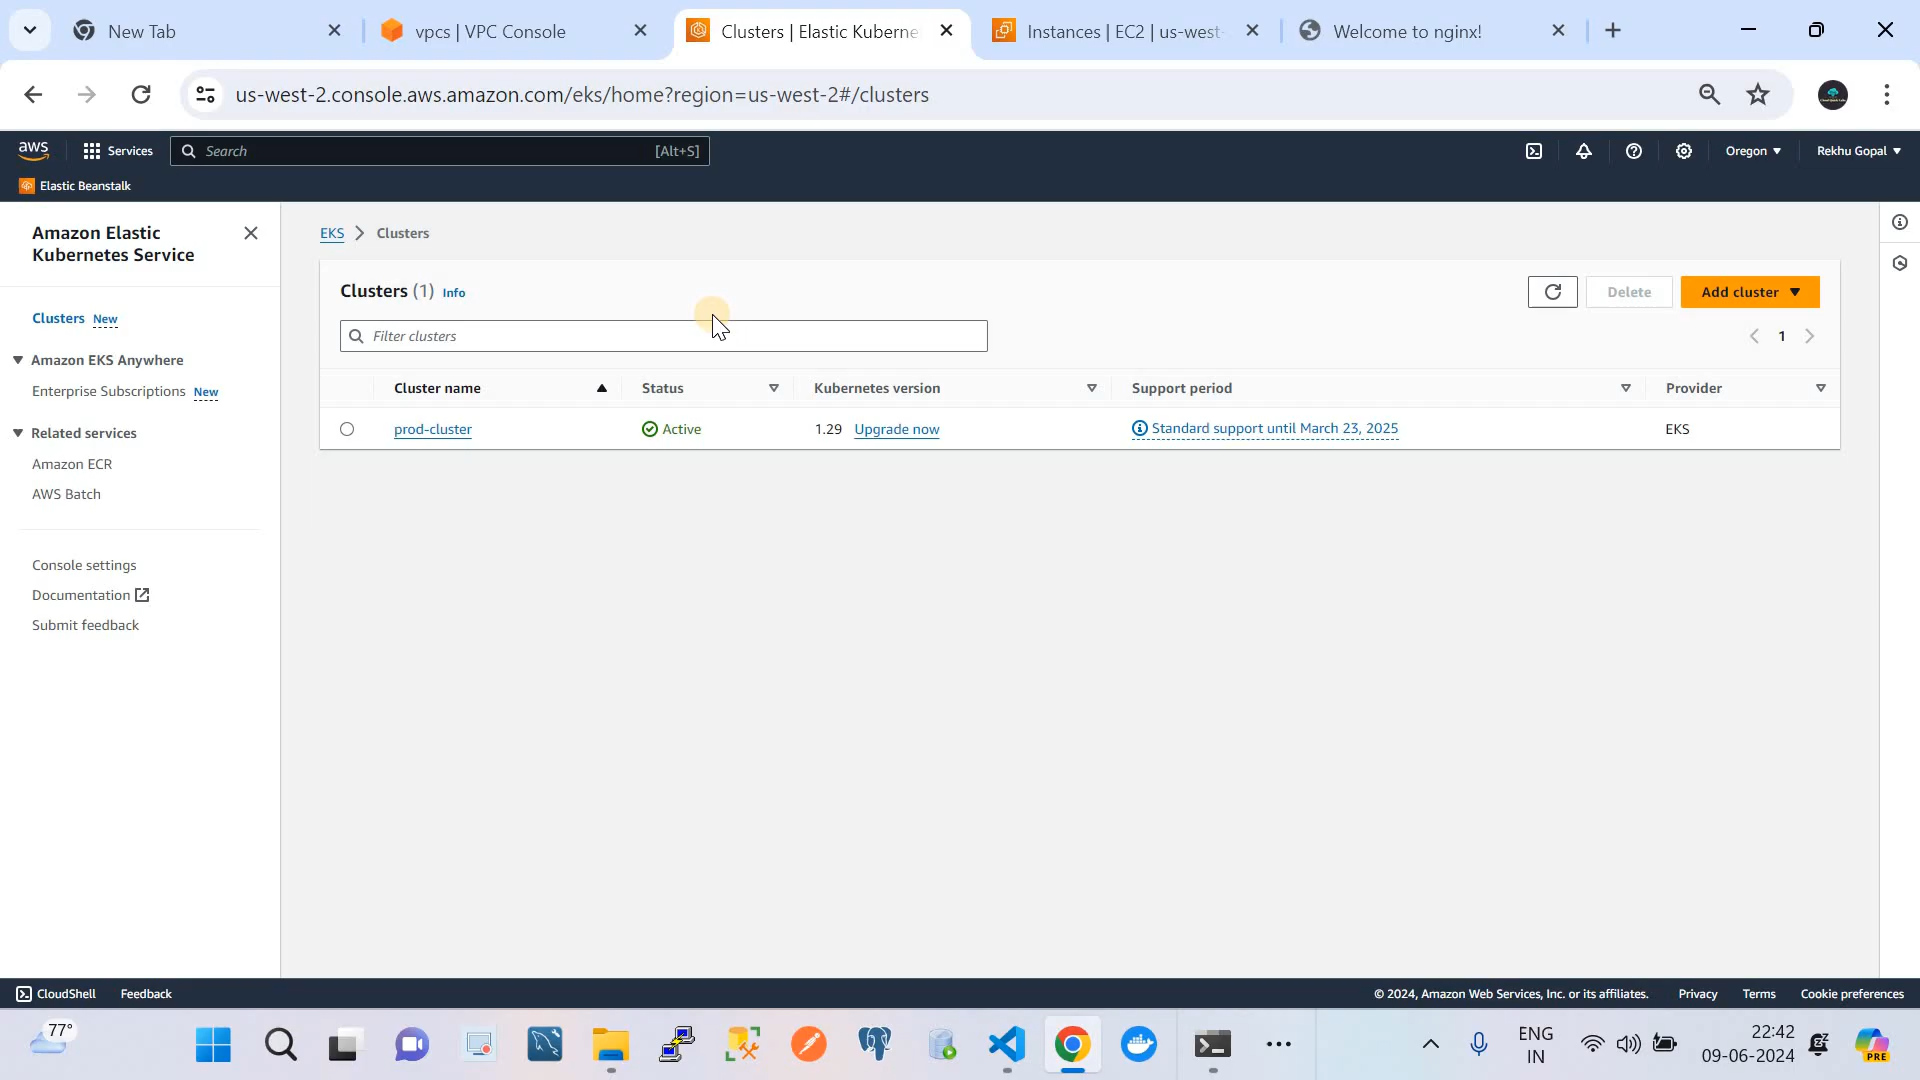 New Tab
vpcs | VPC Console
Clusters | Elastic Kuberne
Instances | EC2 | us-west-
Welcome to nginx!
us-west-2.console.aws.amazon.com/eks/home?region=us-west-2#/clusters
aws
Services
Search
[Alt+S]
Oregon
Rekhu Gopal
Elastic Beanstalk
Amazon Elastic
Kubernetes Service
Clusters New
Amazon EKS Anywhere
Enterprise Subscriptions New
Related services
Amazon ECR
AWS Batch
Console settings
Documentation
Submit feedback
EKS
Clusters
Clusters (1) Info
Delete
Add cluster
Filter clusters
1
Cluster name
Status
Kubernetes version
Support period
Provider
prod-cluster
Active
1.29 Upgrade now
Standard support until March 23, 2025
EKS
CloudShell
Feedback
© 2024, Amazon Web Services, Inc. or its affiliates.
Privacy
Terms
Cookie preferences
77°
ENG
IN
22:42
09-06-2024
PRE